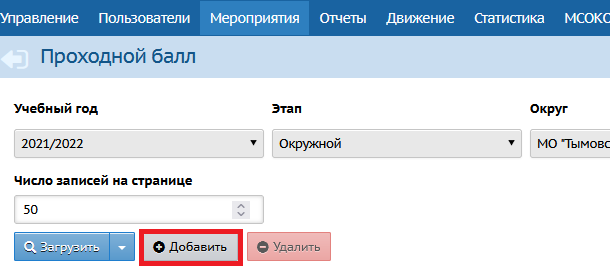 Управление Пользователи Мероприятия Отчеты Движение Статистика МСОКО
Проходной балл
Учебный год Этап Округ
2021/2022 Окружной МО "Тымовс
Число записей на странице
50
Загрузить Добавить Удалить